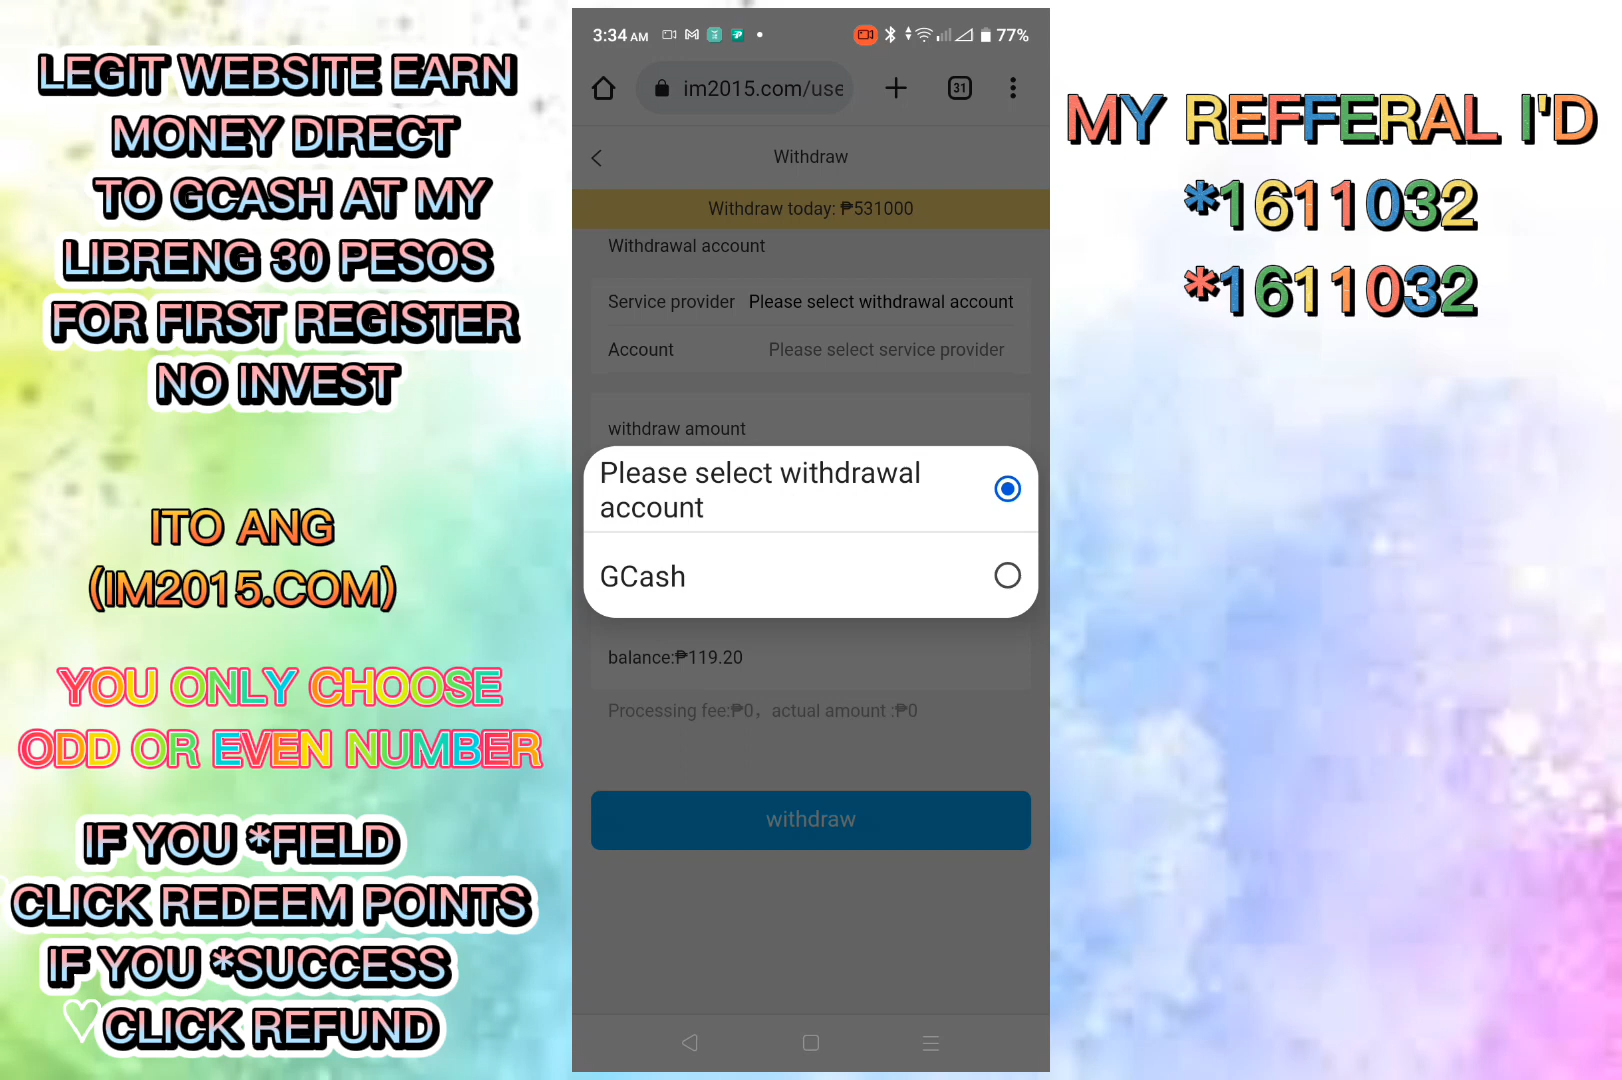 LEGIT WEBSITE EARN
MONEY DIRECT
TO GCASH AT MY
LIBRENG 30 PESOS
FOR FIRST REGISTER
NO INVEST
ITO ANG
(IM2015.COM)
YOU ONLY CHOOSE
ODD OR EVEN NUMBER
IF YOU *FIELD
CLICK REDEEM POINTS
IF YOU *SUCCESS
♡CLICK REFUND
3:34 AM
77%
im2015.com/use
31
Withdraw
Withdraw today: ₱531000
Withdrawal account
Service provider Please select withdrawal account
Account Please select service provider
withdraw amount
Please select withdrawal
account
GCash
balance:₱119.20
Processing fee:₱0, actual amount :₱0
withdraw
MY REFFERAL I'D
*1611032
*1611032